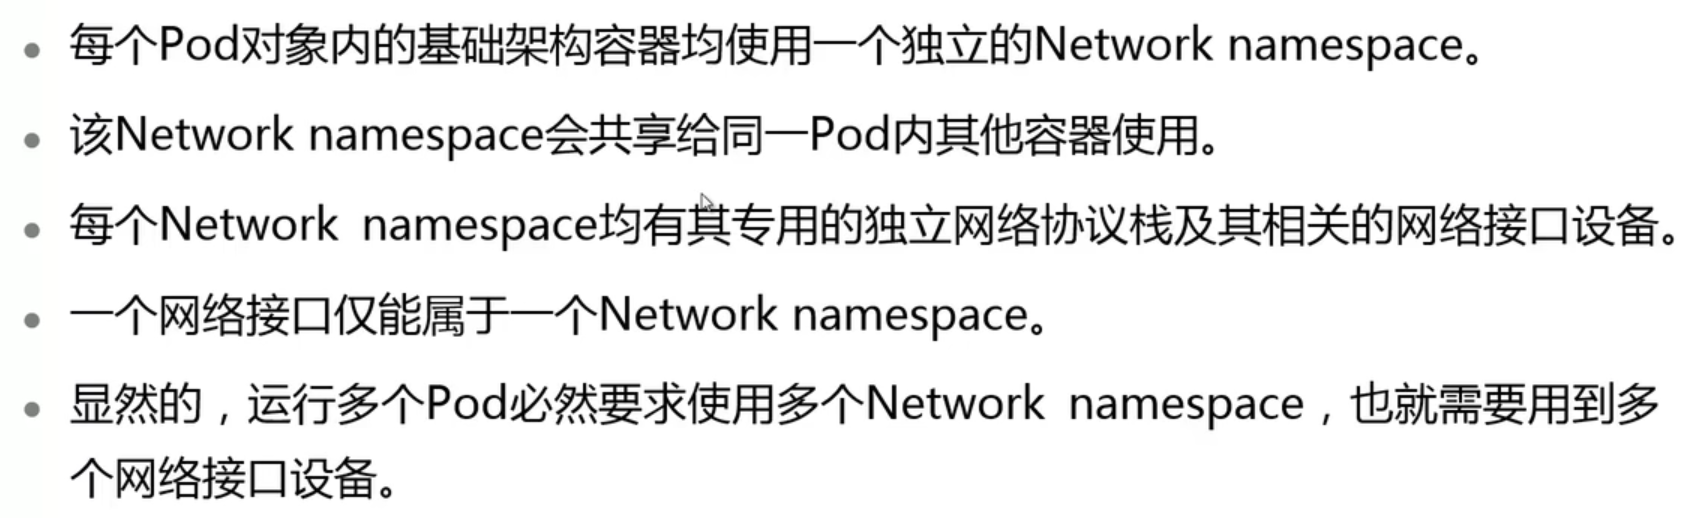 每个Pod对象内的基础架构容器均使用一个独立的Network namespace。
该Network namespace会共享给同一Pod内其他容器使用。
每个Network namespace均有其专用的独立网络协议栈及其相关的网络接口设备。
一个网络接口仅能属于一个Network namespace。
显然的，运行多个Pod必然要求使用多个Network namespace，也就需要用到多
个网络接口设备。